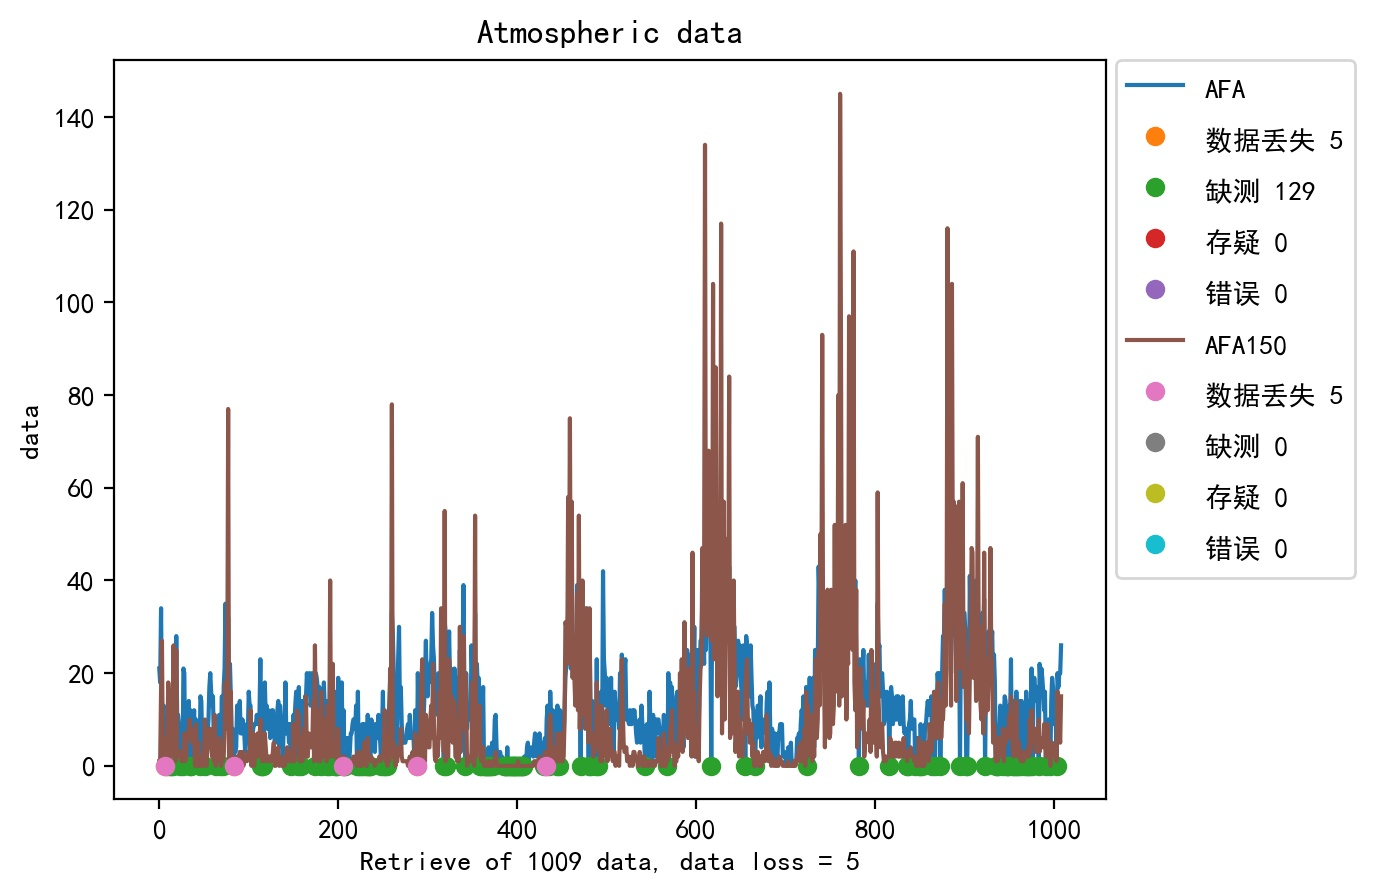 Atmospheric data
140
120
100
80
60
40
20
0
data
0 200 400 600 800 1000
Retrieve of 1009 data, data loss = 5
AFA
数据丢失 5
缺测 129
存疑 0
错误 0
AFA150
数据丢失 5
缺测 0
存疑 0
错误 0